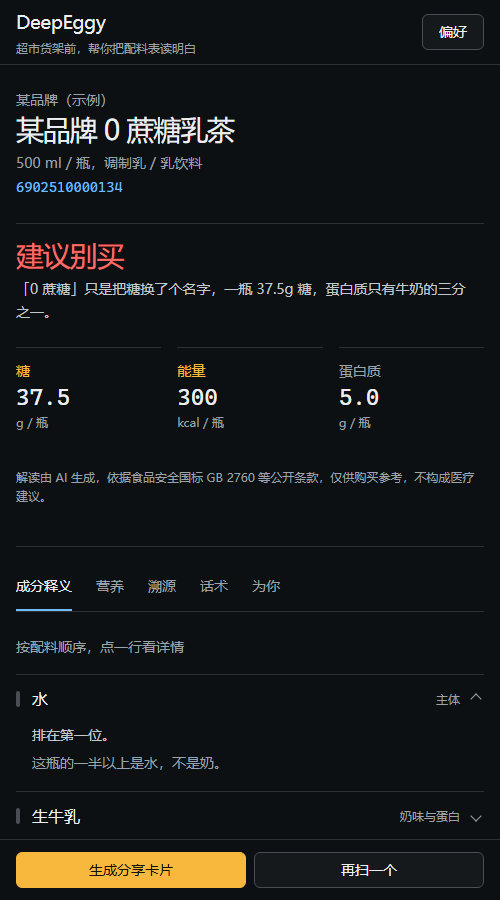 DeepEggy
超市货架前，帮你把配料表读明白
偏好
某品牌（示例）
某品牌 0 蔗糖乳茶
500 ml / 瓶，调制乳 / 乳饮料
6902510000134
建议别买
「0 蔗糖」只是把糖换了个名字，一瓶 37.5g 糖，蛋白质只有牛奶的三分
之一。
糖
37.5
g / 瓶
能量
300
kcal / 瓶
蛋白质
5.0
g / 瓶
解读由 AI 生成，依据食品安全国标 GB 2760 等公开条款，仅供购买参考，不构成医疗
建议。
成分释义 营养 溯源 话术 为你
按配料顺序，点一行看详情
水 主体
排在第一位。
这瓶的一半以上是水，不是奶。
生牛乳 奶味与蛋白
生成分享卡片 再扫一个